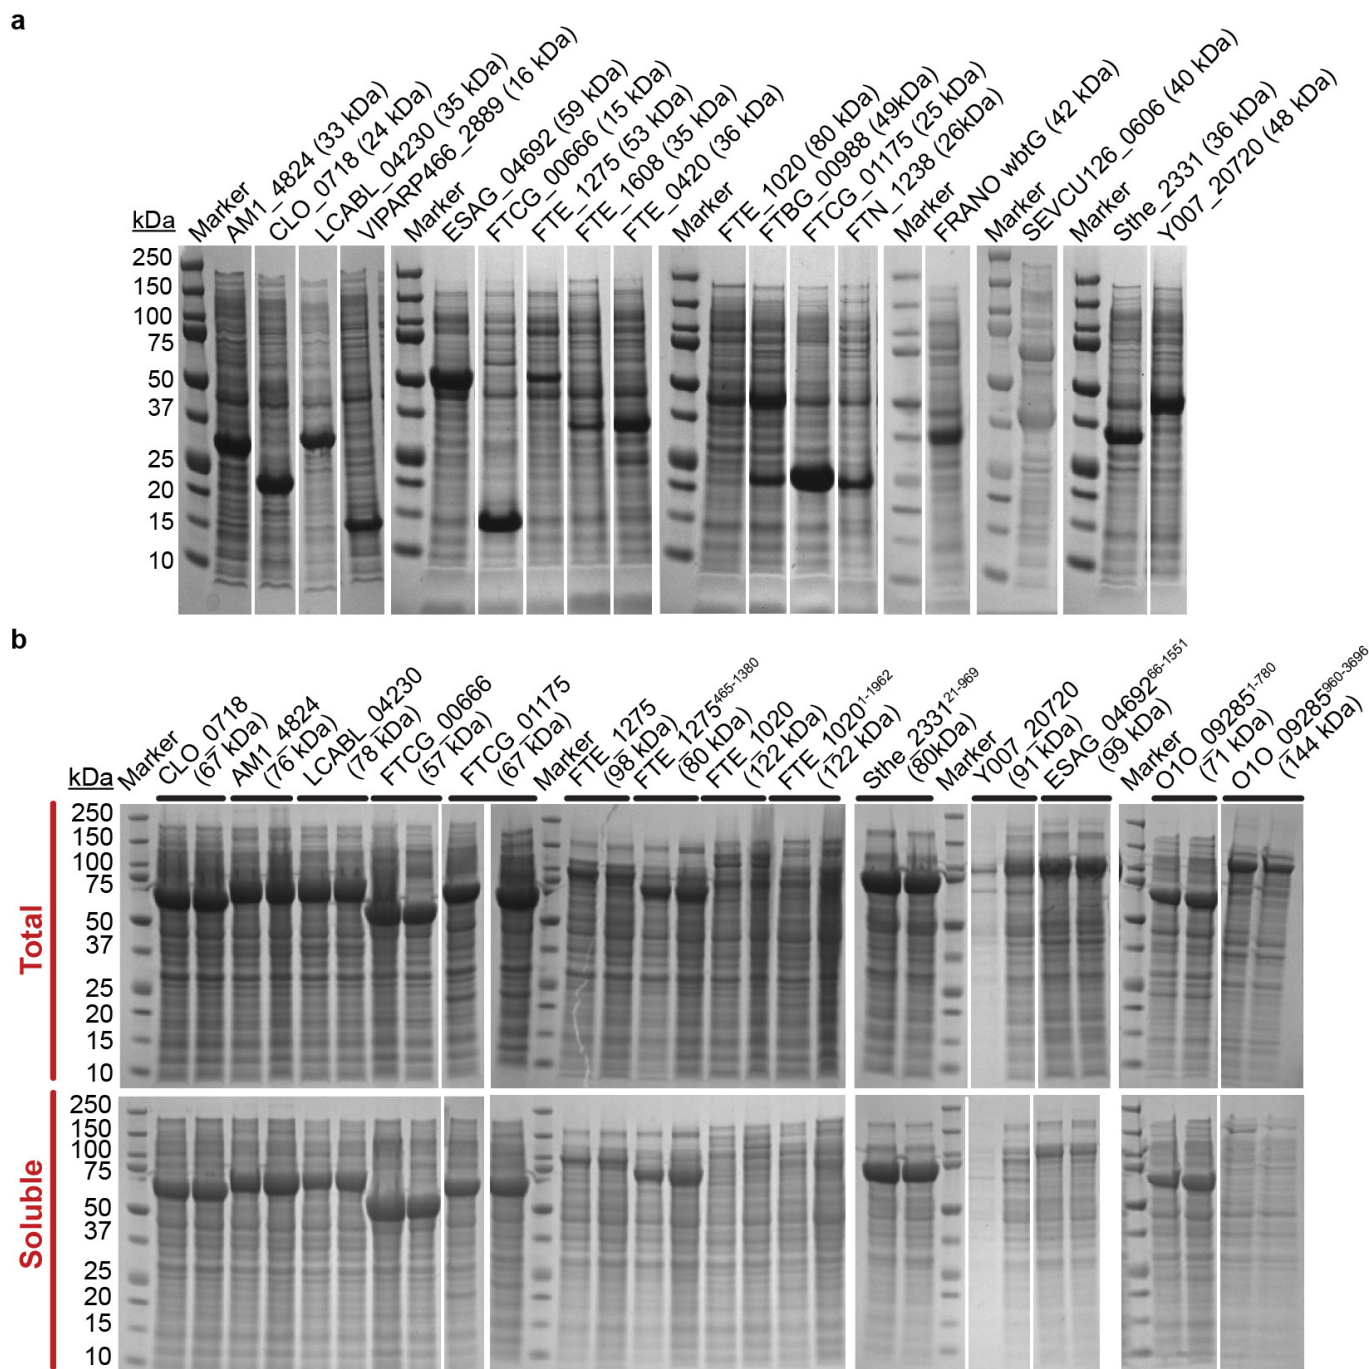 a
kDa
Marker
AM1_4824 (33 kDa)
CLO_0718 (24 kDa)
LCABL_04230 (35 kDa)
VIPARP466_2889 (16 kDa)
Marker
ESAG_04692 (59 kDa)
FTCG_00666 (15 kDa)
FTE_1275 (53 kDa)
FTE_1608 (35 kDa)
FTE_0420 (36 kDa)
Marker
FTE_1020 (80 kDa)
FTBG_00988 (49kDa)
FTCG_01175 (25 kDa)
FTN_1238 (26kDa)
Marker
FRANO wbtG (42 kDa)
Marker
SEVCU126_0606 (40 kDa)
Marker
Sthe_2331 (36 kDa)
Y007_20720 (48 kDa)
250
150
100
75
50
37
25
20
15
10
b
kDa
Marker
CLO_0718
(67 kDa)
AM1_4824
(76 kDa)
LCABL_04230
(78 kDa)
FTCG_00666
(57 kDa)
FTCG_01175
(67 kDa)
Marker
FTE_1275
(98 kDa)
FTE_1275465-1380
(80 kDa)
FTE_1020
(122 kDa)
FTE_10201-1962
(122 kDa)
Sthe_233121-969
(80kDa)
Marker
Y007_20720
(91 kDa)
ESAG_0469266-1551
(99 kDa)
Marker
O1O_092851-780
(71 kDa)
O1O_09285960-3696
(144 kDa)
Total
250
150
100
75
50
37
25
20
15
10
Soluble
250
150
100
75
50
37
25
20
15
10